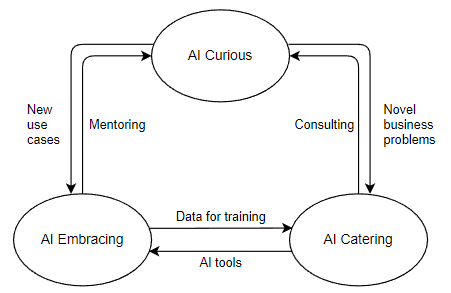 AI Curious
New
use
cases
Mentoring
Consulting
Novel
business
problems
Data for training
AI Embracing
AI Catering
AI tools